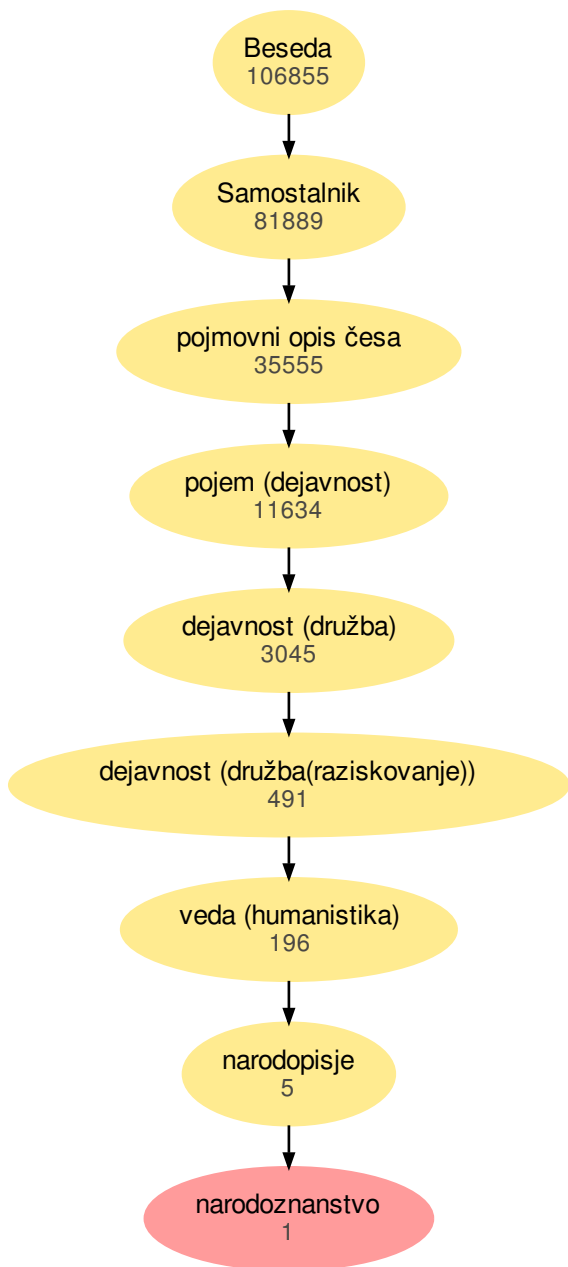 Beseda
106855
Samostalnik
81889
pojmovni opis česa
35555
pojem (dejavnost)
11634
dejavnost (družba)
3045
dejavnost (družba(raziskovanje))
491
veda (humanistika)
196
narodopisje
5
narodoznanstvo
1